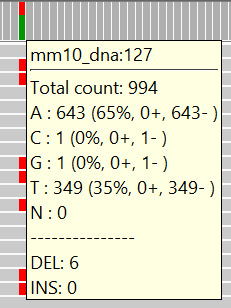 mm10_dna:127
Total count: 994
A : 643 (65%, 0+, 643- )
C : 1 (0%, 0+, 1- )
G : 1 (0%, 0+, 1- )
T : 349 (35%, 0+, 349- )
N : 0
---------------
DEL: 6
INS: 0